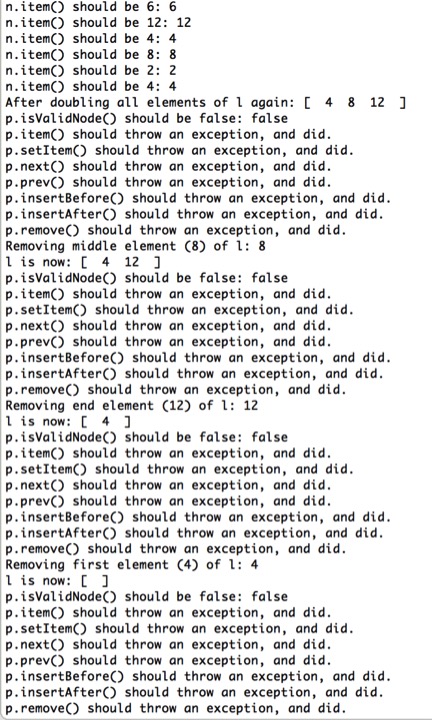 n.item() should be 6: 6
n.item() should be 12: 12
n.item() should be 4: 4
n.item() should be 8: 8
n.item() should be 2: 2
n.item() should be 4: 4
After doubling all elements of l again: [  4  8  12  ]
p.isValidNode() should be false: false
p.item() should throw an exception, and did.
p.setItem() should throw an exception, and did.
p.next() should throw an exception, and did.
p.prev() should throw an exception, and did.
p.insertBefore() should throw an exception, and did.
p.insertAfter() should throw an exception, and did.
p.remove() should throw an exception, and did.
Removing middle element (8) of l: 8
l is now: [  4  12  ]
p.isValidNode() should be false: false
p.item() should throw an exception, and did.
p.setItem() should throw an exception, and did.
p.next() should throw an exception, and did.
p.prev() should throw an exception, and did.
p.insertBefore() should throw an exception, and did.
p.insertAfter() should throw an exception, and did.
p.remove() should throw an exception, and did.
Removing end element (12) of l: 12
l is now: [  4  ]
p.isValidNode() should be false: false
p.item() should throw an exception, and did.
p.setItem() should throw an exception, and did.
p.next() should throw an exception, and did.
p.prev() should throw an exception, and did.
p.insertBefore() should throw an exception, and did.
p.insertAfter() should throw an exception, and did.
p.remove() should throw an exception, and did.
Removing first element (4) of l: 4
l is now: [  ]
p.isValidNode() should be false: false
p.item() should throw an exception, and did.
p.setItem() should throw an exception, and did.
p.next() should throw an exception, and did.
p.prev() should throw an exception, and did.
p.insertBefore() should throw an exception, and did.
p.insertAfter() should throw an exception, and did.
p.remove() should throw an exception, and did.